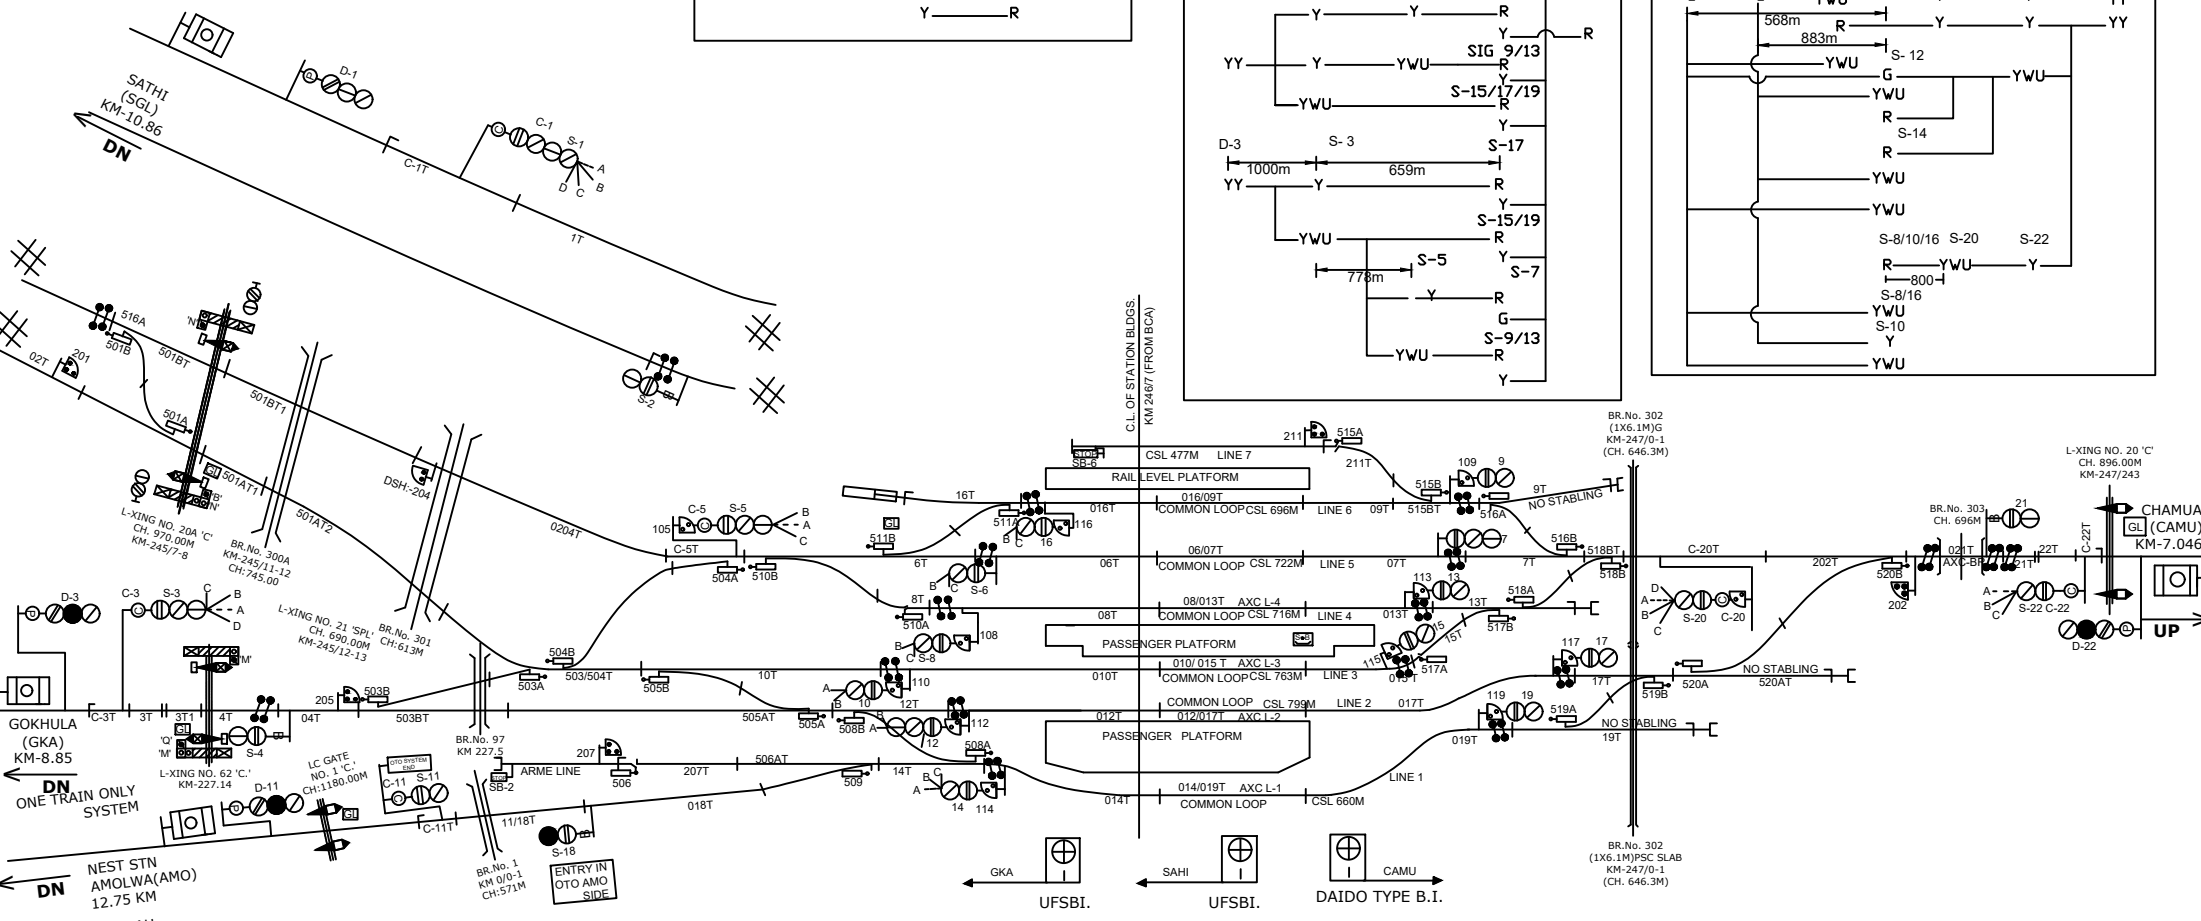 Y R
Y Y R
Y R
SIG 9/13
YY Y YWU R
Y
S-15/17/19
YWU R
Y
D-3 S- 3 S-17
1000m 659m
YY Y R
Y
S-15/19
YWU R
Y
S-5 S-7
778m
Y R
G
S-9/13
YWU R
Y
YWU
568m
R Y Y YY
883m
S- 12
YWU
G YWU
YWU
R
S-14
R
YWU
YWU
S-8/10/16 S-20 S-22
R YWU Y
800
S-8/16
YWU
S-10
Y
YWU
SATHI
(SGL)
KM-10.86
DN
P
D-1
C-1T
C
C-1
S-1
A
B
C
D
1T
S-2
B
516A
501B
501BT
501BT1
02T
201
501A
'N'
GL
'B'
'N'
501AT1
501AT2
L-XING NO. 20A 'C'
CH. 970.00M
KM-245/7-8
BR.No. 300A
KM-245/11-12
CH:745.00
DSH:-204
0204T
L-XING NO. 21 'SPL'
CH. 690.00M
KM-245/12-13
BR.No. 301
CH:613M
C.L. OF STATION BLDGS.
KM 246/7 (FROM BCA)
STOP
SB-6
CSL 477M LINE 7
211
515A
211T
RAIL LEVEL PLATFORM
16T
016T
016/09T
COMMON LOOP CSL 696M LINE 6
09T
515B
515BT
109
9
516A
9T
NO STABLING
511A
B
C
16
116
GL
511B
105
C-5
S-5
B
A
C
C-5T
6T
06T
06/07T
COMMON LOOP CSL 722M LINE 5
07T
7
7T
516B
518BT
518B
C-20T
202T
504A
510B
B
C
S-6
8T
510A
08T
08/013T AXC L-4
COMMON LOOP CSL 716M LINE 4
013T
113
13
13T
518A
517B
B
C
S-8
108
PASSENGER PLATFORM
S-B
504B
503A
503/504T
505B
10T
110
A
10
010T
010/ 015 T AXC L-3
COMMON LOOP CSL 763M LINE 3
015T
115
15
15T
517A
117
17
17T
519B
520A
NO STABLING
520AT
D-3
P
C-3
S-3
C
B
A
D
'M'
205
503B
503BT
C-3T 3T 3T1 4T 04T
GL
'Q'
'M'
S-4
B
GOKHULA
(GKA)
KM-8.85
DN
L-XING NO. 62 'C.'
KM-227.14
505AT
505A
508B
12T
A
12
112
012T
012/017T AXC L-2
COMMON LOOP CSL 799M LINE 2
017T
119
19
519A
019T
19T
NO STABLING
PASSENGER PLATFORM
BR.No. 97
KM 227.5
STOP
SB-2
ARME LINE
207
506
207T
506AT
508A
509
14T
C
B
A
14
114
014T
014/019T AXC L-1
COMMON LOOP CSL 660M
LINE 1
018T
ONE TRAIN ONLY
SYSTEM
D-11
P
LC GATE
NO. 1 'C.'
CH:1180.00M
GL
OTO SYSTEM
END
C-11
S-11
C
C-11T
11/18T
S-18
B
BR.No. 1
KM 0/0-1
CH:571M
ENTRY IN
OTO AMO
SIDE
NEST STN
AMOLWA(AMO)
12.75 KM
DN
GKA
UFSBI.
SAHI
UFSBI.
CAMU
DAIDO TYPE B.I.
BR.No. 302
(1X6.1M)G
KM-247/0-1
(CH. 646.3M)
BR.No. 302
(1X6.1M)PSC SLAB
KM-247/0-1
(CH. 646.3M)
D
A
B
C
S-20 C-20
C
520B
202
BR.No. 303
CH. 696M
021T
AXC-BP
B
21
21T
22T
C-22T
A
B
C
S-22 C-22
C
D-22
P
L-XING NO. 20 'C'
CH. 896.00M
KM-247/243
CHAMUA
GL
(CAMU)
KM-7.046
UP